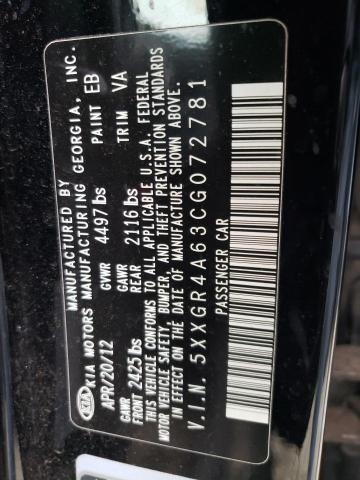 MANUFACTURED BY
KIA KIA MOTORS MANUFACTURING GEORGIA, INC.
APR/20/12 GVWR 4497lbs PAINT EB
GAWR FRONT 2425lbs GAWR REAR 2116lbs TRIM VA
THIS VEHICLE CONFORMS TO ALL APPLICABLE U.S.A. FEDERAL
MOTOR VEHICLE SAFETY, BUMPER, AND THEFT PREVENTION STANDARDS
IN EFFECT ON THE DATE OF MANUFACTURE SHOWN ABOVE.
V.I.N. 5XXGR4A63CG072781
PASSENGER CAR